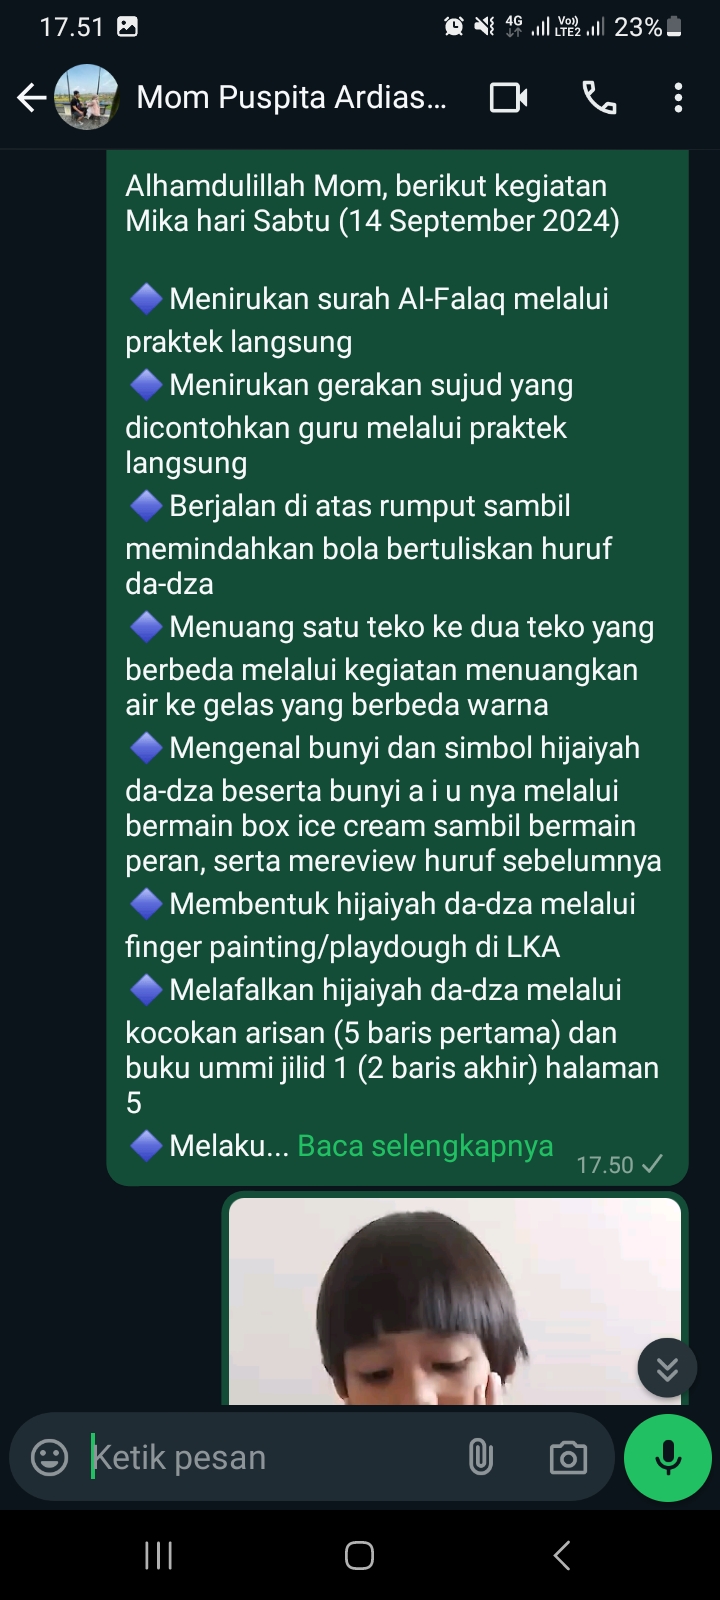 17.51
4G Vo)) LTE2 23%
Mom Puspita Ardias...
Alhamdulillah Mom, berikut kegiatan
Mika hari Sabtu (14 September 2024)
Menirukan surah Al-Falaq melalui
praktek langsung
Menirukan gerakan sujud yang
dicontohkan guru melalui praktek
langsung
Berjalan di atas rumput sambil
memindahkan bola bertuliskan huruf
da-dza
Menuang satu teko ke dua teko yang
berbeda melalui kegiatan menuangkan
air ke gelas yang berbeda warna
Mengenal bunyi dan simbol hijaiyah
da-dza beserta bunyi a i u nya melalui
bermain box ice cream sambil bermain
peran, serta mereview huruf sebelumnya
Membentuk hijaiyah da-dza melalui
finger painting/playdough di LKA
Melafalkan hijaiyah da-dza melalui
kocokan arisan (5 baris pertama) dan
buku ummi jilid 1 (2 baris akhir) halaman
5
Melaku... Baca selengkapnya
17.50
Ketik pesan